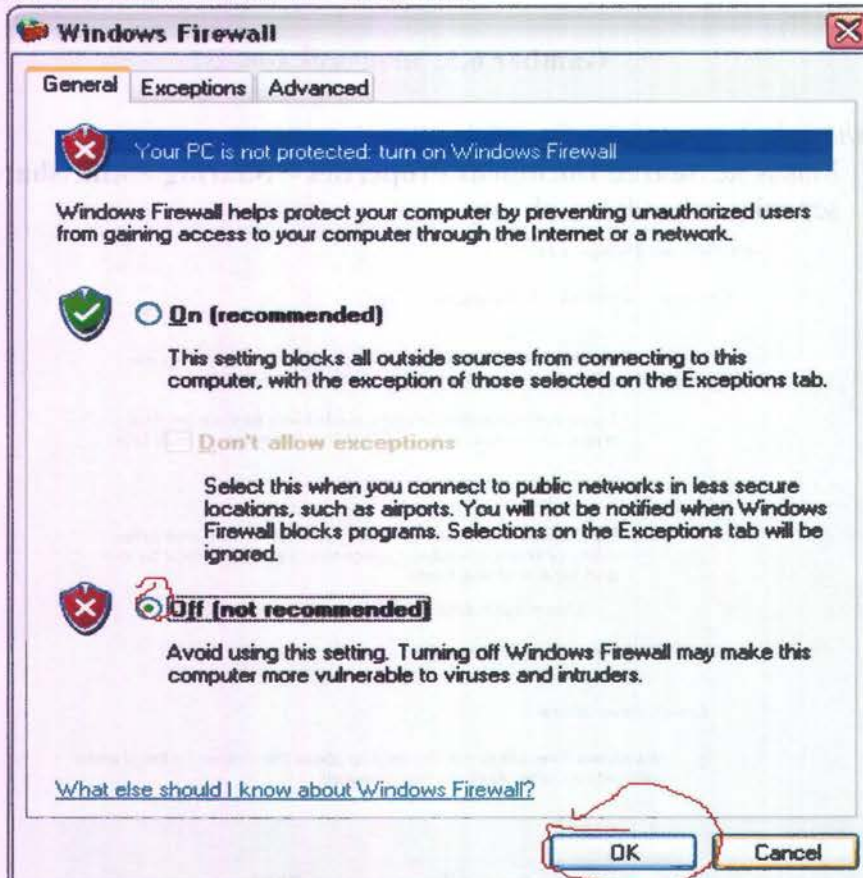 Windows Firewall
General Exceptions Advanced
Your PC is not protected: turn on Windows Firewall
Windows Firewall helps protect your computer by preventing unauthorized users
from gaining access to your computer through the Internet or a network.
On (recommended)
This setting blocks all outside sources from connecting to this
computer, with the exception of those selected on the Exceptions tab.
Don't allow exceptions
Select this when you connect to public networks in less secure
locations, such as airports. You will not be notified when Windows
Firewall blocks programs. Selections on the Exceptions tab will be
ignored.
Off (not recommended)
Avoid using this setting. Turning off Windows Firewall may make this
computer more vulnerable to viruses and intruders.
What else should I know about Windows Firewall?
OK Cancel